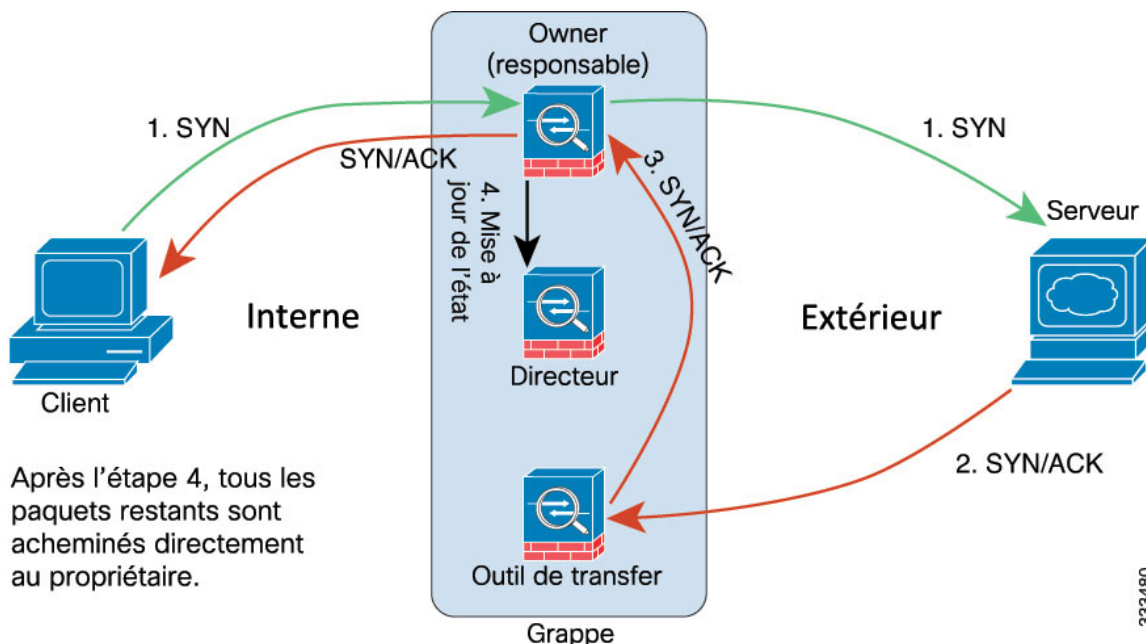 Owner
(responsable)
1. SYN
SYN/ACK
1. SYN
3. SYN/ACK
4. Mise à
jour de l'état
Serveur
Interne
Extérieur
Directeur
Client
2. SYN/ACK
Après l'étape 4, tous les
paquets restants sont
acheminés directement
au propriétaire.
Outil de transfer
Grappe
333480